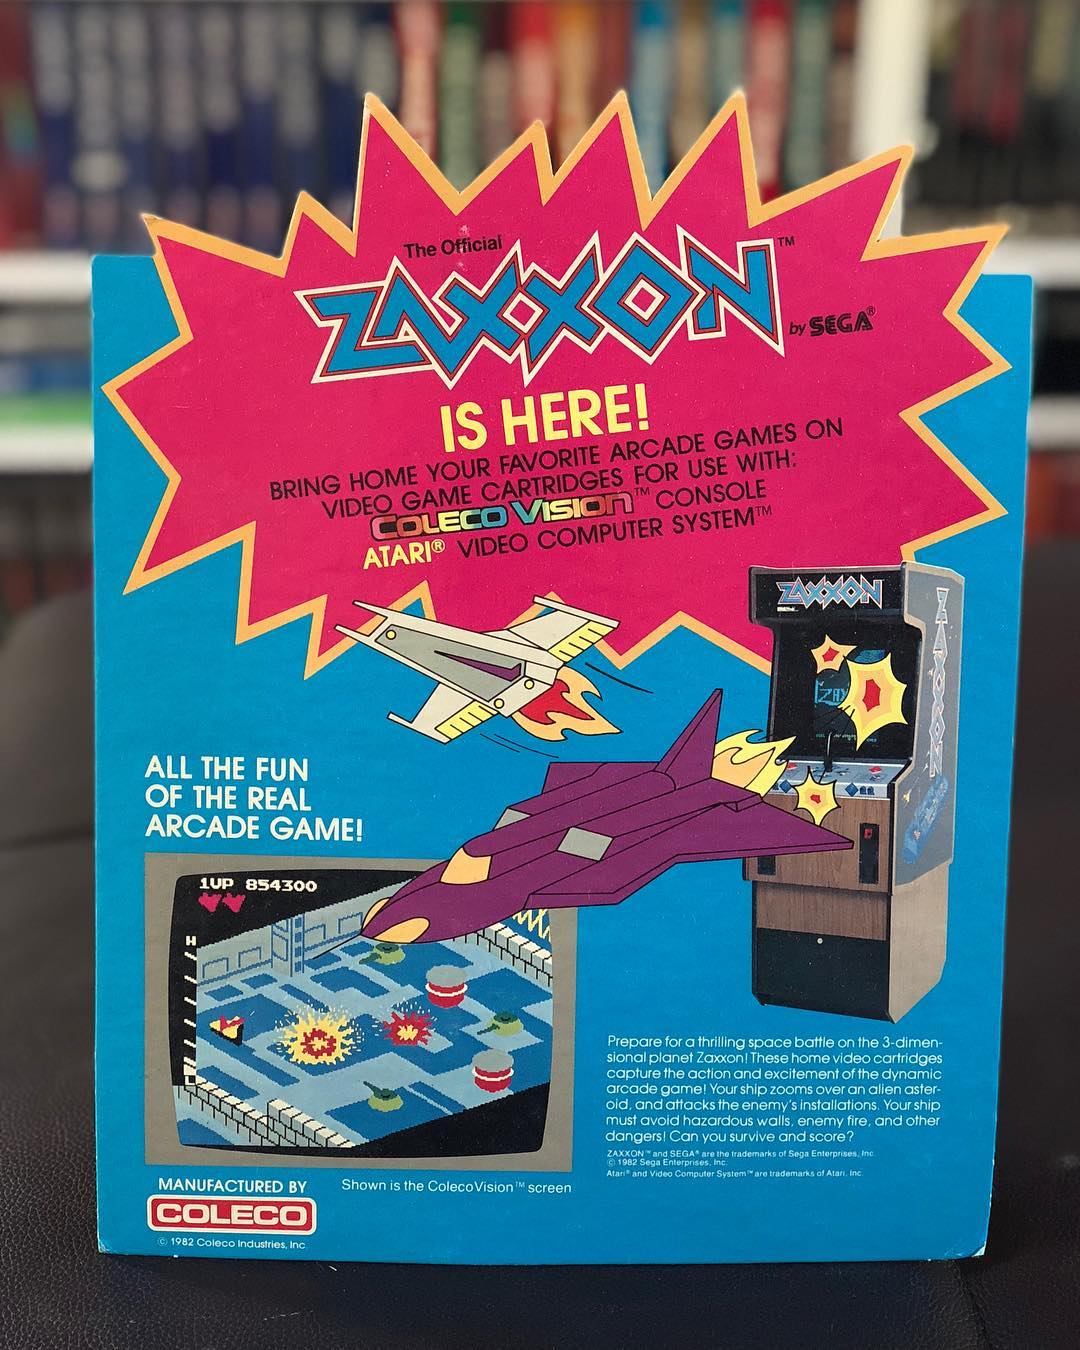 The Official
ZAXXON™
by SEGA®
IS HERE!
BRING HOME YOUR FAVORITE ARCADE GAMES ON
VIDEO GAME CARTRIDGES FOR USE WITH:
COLECOVISION™ CONSOLE
ATARI® VIDEO COMPUTER SYSTEM™
ZAXXON
ZAXXON
ALL THE FUN
OF THE REAL
ARCADE GAME!
1UP 854300
H
Prepare for a thrilling space battle on the 3-dimen-
sional planet Zaxxon! These home video cartridges
capture the action and excitement of the dynamic
arcade game! Your ship zooms over an alien aster-
oid, and attacks the enemy's installations. Your ship
must avoid hazardous walls, enemy fire, and other
dangers! Can you survive and score?
ZAXXON™ and SEGA® are the trademarks of Sega Enterprises, Inc.
© 1982 Sega Enterprises, Inc.
Atari® and Video Computer System™ are trademarks of Atari, Inc.
Shown is the ColecoVision™ screen
MANUFACTURED BY
COLECO
© 1982 Coleco Industries, Inc.